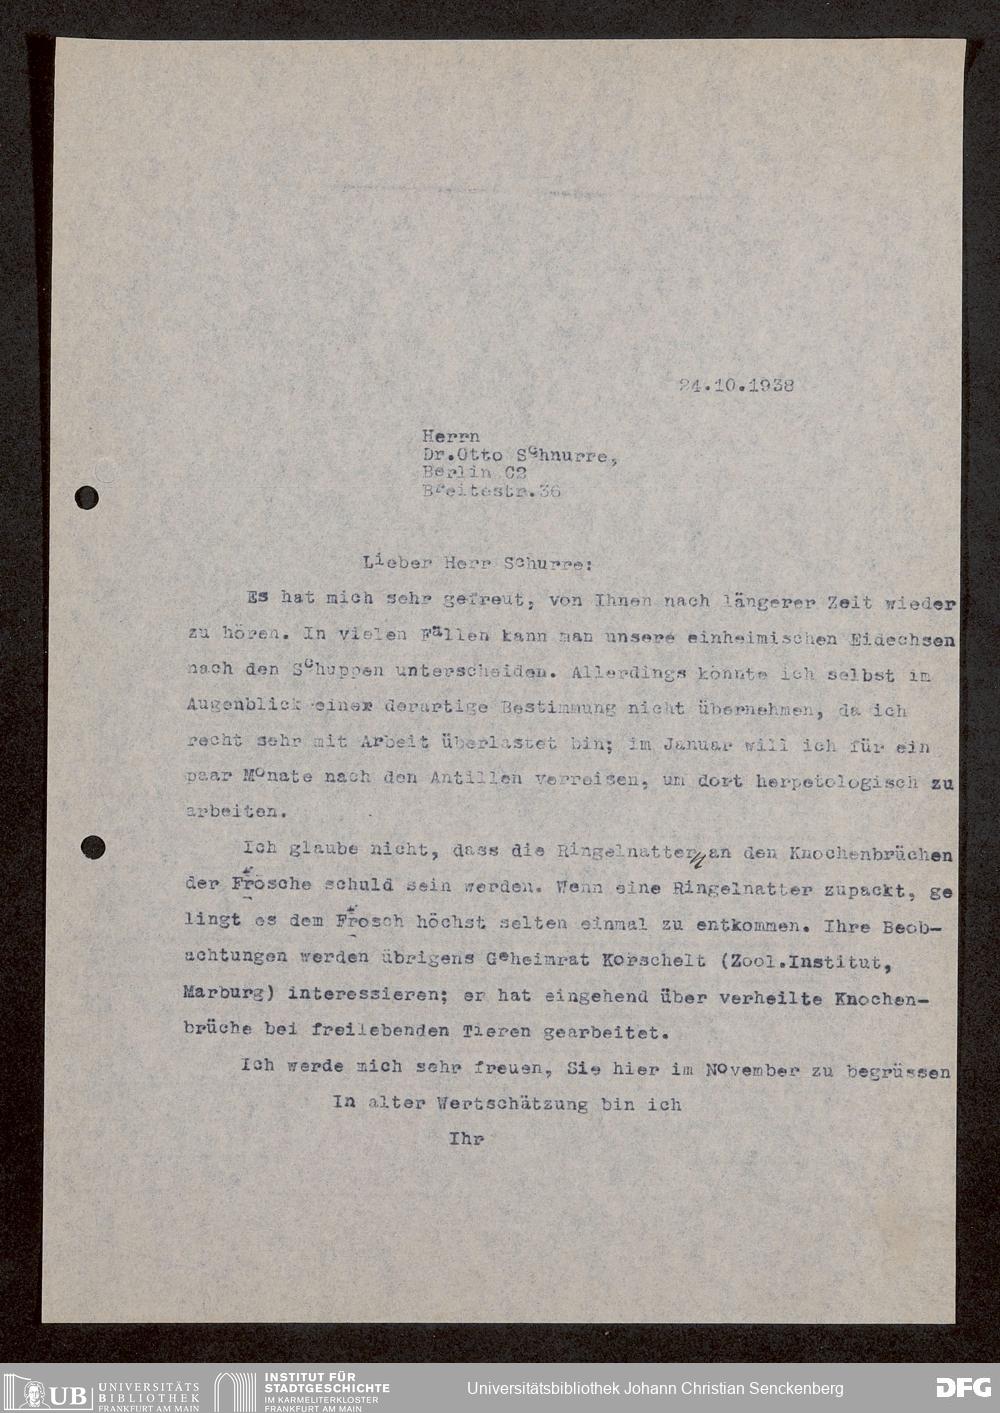 24.10.1938
Herrn
Dr.Otto Schnurre,
Berlin C2
Breitestr.36
Lieber Herr Schurre:
Es hat mich sehr gefreut, von Ihnen nach längerer Zeit wieder
zu hören. In vielen Fällen kann man unsere einheimischen Eidechsen
nach den Schuppen unterscheiden. Allerdings könnte ich selbst im
Augenblick einer derartige Bestimmung nicht übernehmen, da ich
recht sehr mit Arbeit überlastet bin; im Januar will ich für ein
paar Monate nach den Antillen verreisen, um dort herpetologisch zu
arbeiten.
Ich glaube nicht, dass die Ringelnattern an den Knochenbrüchen
der Frösche schuld sein werden. Wenn eine Ringelnatter zupackt, ge
lingt es dem Frosch höchst selten einmal zu entkommen. Ihre Beob-
achtungen werden übrigens Geheimrat Korschelt (Zool.Institut,
Marburg) interessieren; er hat eingehend über verheilte Knochen-
brüche bei freilebenden Tieren gearbeitet.
Ich werde mich sehr freuen, Sie hier im November zu begrüssen
In alter Wertschätzung bin ich
Ihr
UB UNIVERSITÄTS
BIBLIOTHEK
FRANKFURT AM MAIN
INSTITUT FÜR
STADTGESCHICHTE
IM KARMELITERKLOSTER
FRANKFURT AM MAIN
Universitätsbibliothek Johann Christian Senckenberg
DFG